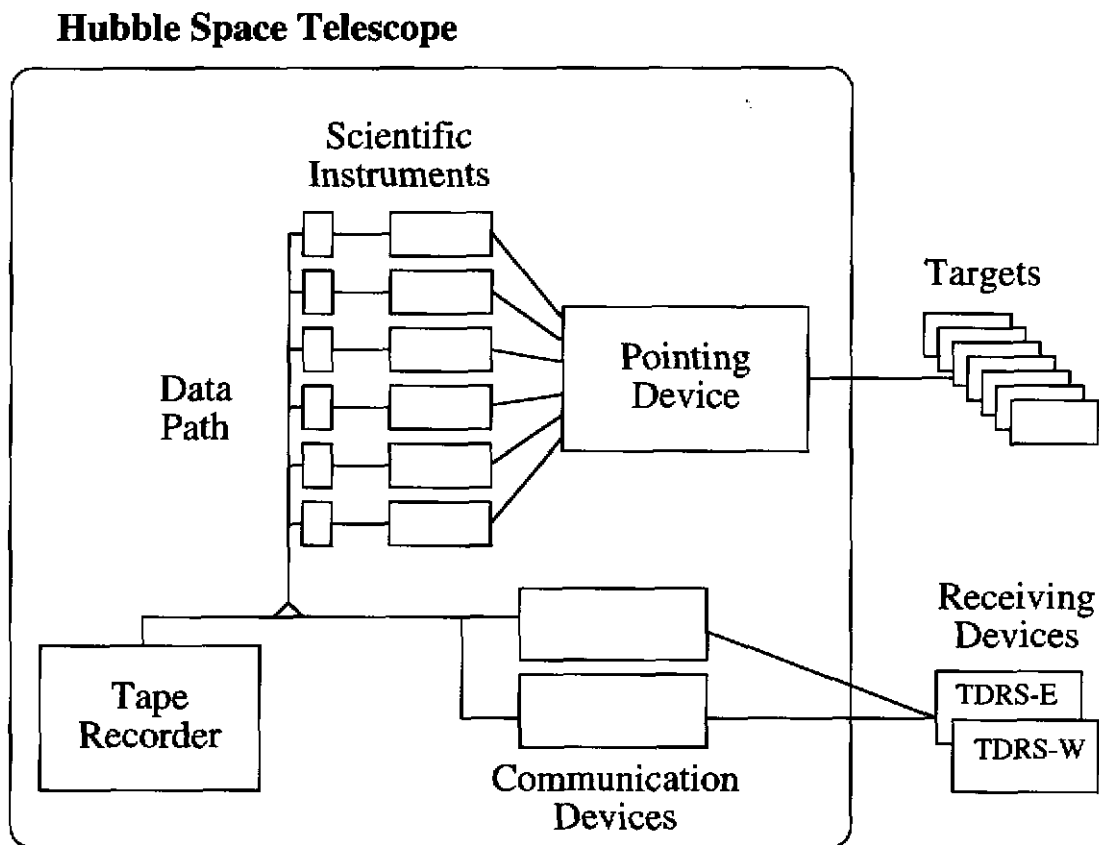 Hubble Space Telescope
Scientific
Instruments
Targets
Pointing
Device
Data
Path
Receiving
Devices
Tape
Recorder
TDRS-E
TDRS-W
Communication
Devices